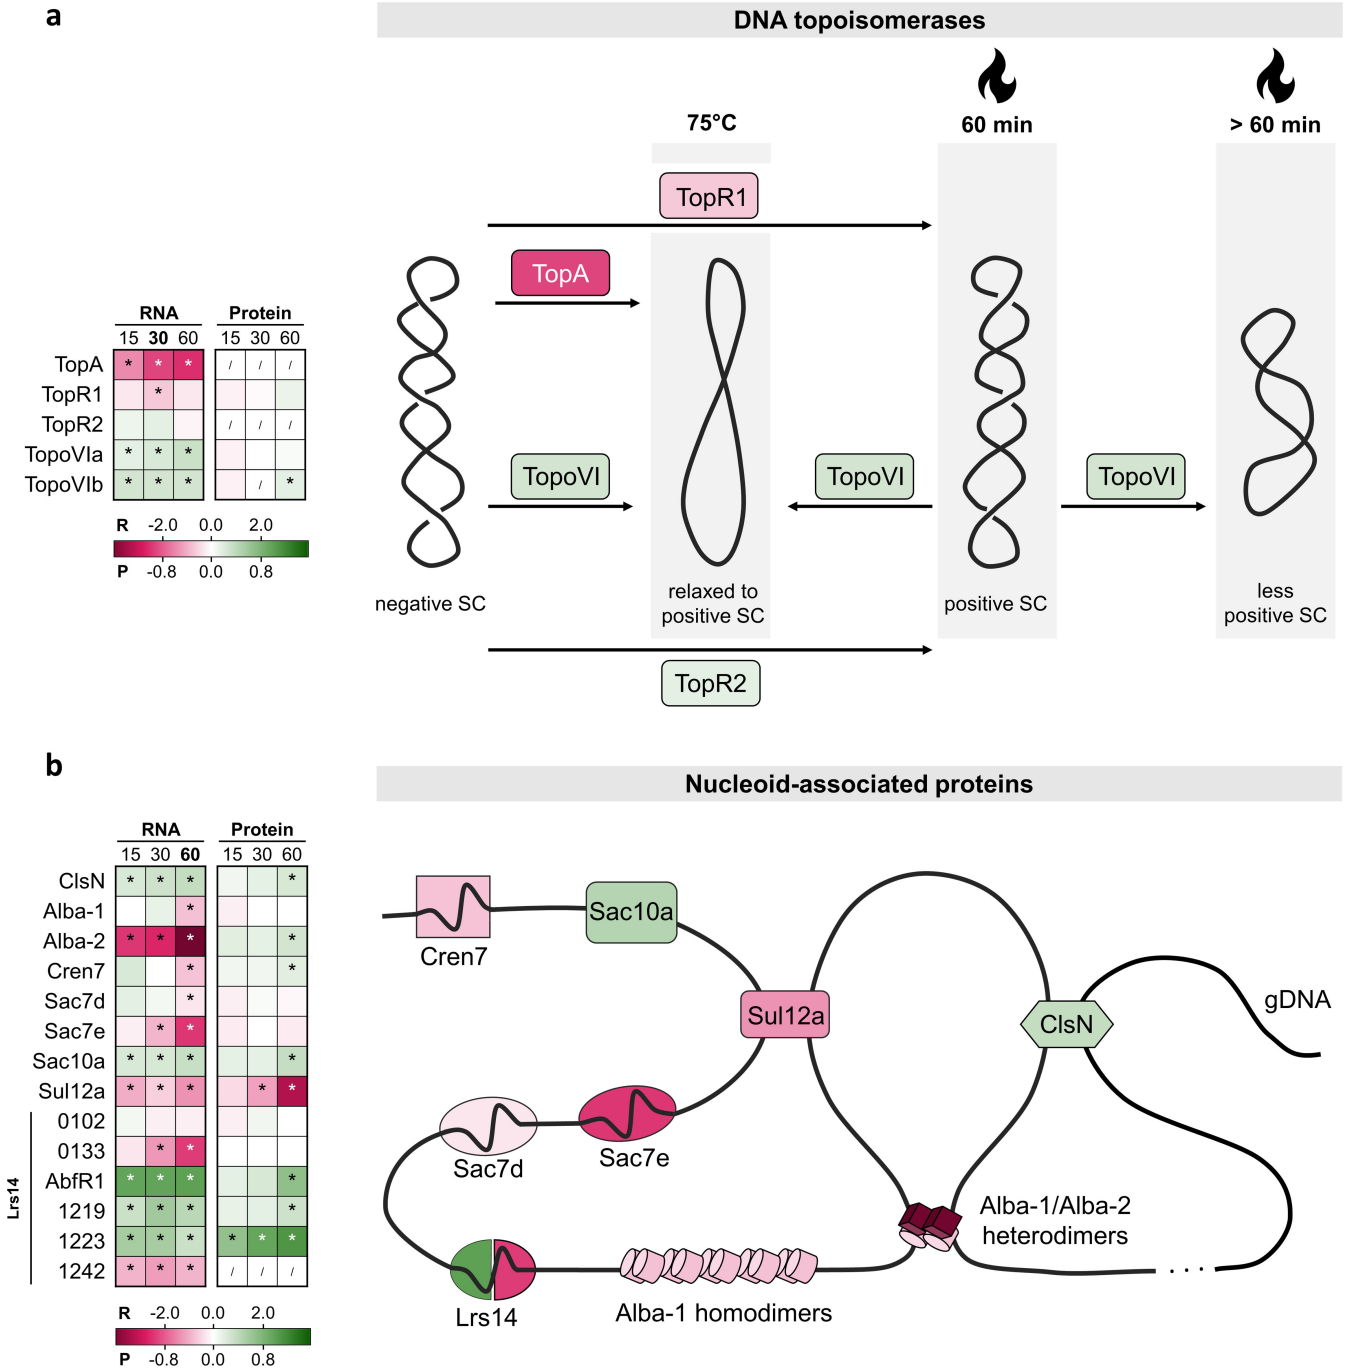 a
DNA topoisomerases
75°C
60 min
> 60 min
TopR1
TopA
RNA Protein
15 30 60 15 30 60
TopA * * * / / /
TopR1 *
TopR2 / / /
TopoVIa * * *
TopoVIb * * * / *
R -2.0 0.0 2.0
P -0.8 0.0 0.8
TopoVI
TopoVI
TopoVI
negative SC
relaxed to
positive SC
positive SC
less
positive SC
TopR2
b
Nucleoid-associated proteins
RNA Protein
15 30 60 15 30 60
ClsN * * * *
Alba-1 *
Alba-2 * * * *
Cren7 * *
Sac7d *
Sac7e * *
Sac10a * * * *
Sul12a * * * * *
Lrs14
0102
0133 * *
AbfR1 * * * *
1219 * * * *
1223 * * * * * *
1242 * * * / / /
R -2.0 0.0 2.0
P -0.8 0.0 0.8
Cren7
Sac10a
Sul12a
ClsN
gDNA
Sac7d
Sac7e
Alba-1/Alba-2
heterodimers
Lrs14
Alba-1 homodimers